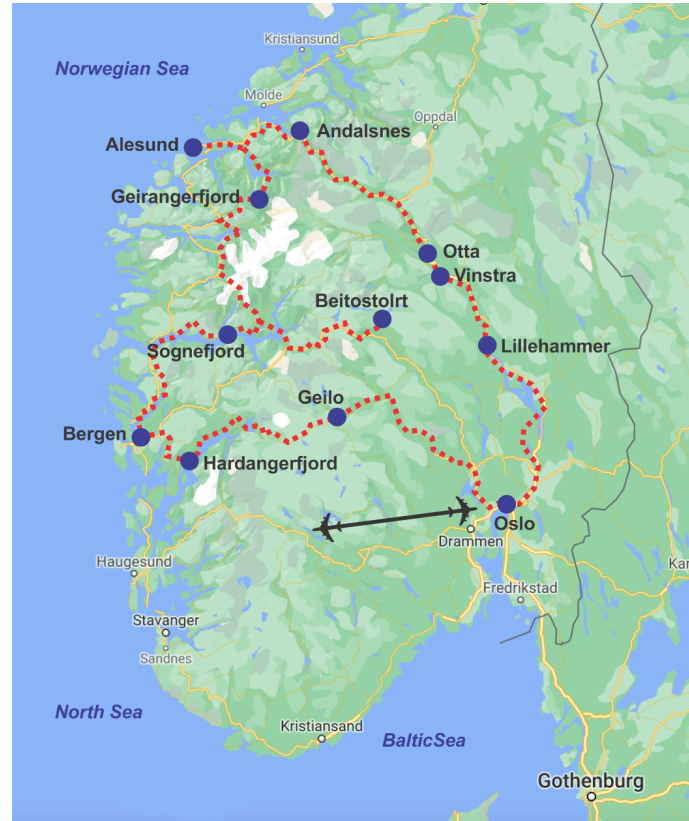 Kristiansund
Norwegian Sea
Molde
Oppdal
Andalsnes
Alesund
Geirangerfjord
Otta
Vinstra
Beitostolrt
Sognefjord
Lillehammer
Geilo
Bergen
Hardangerfjord
Oslo
Drammen
Haugesund
Kar
Fredrikstad
Stavanger
Sandnes
North Sea
Kristiansand
BalticSea
Gothenburg